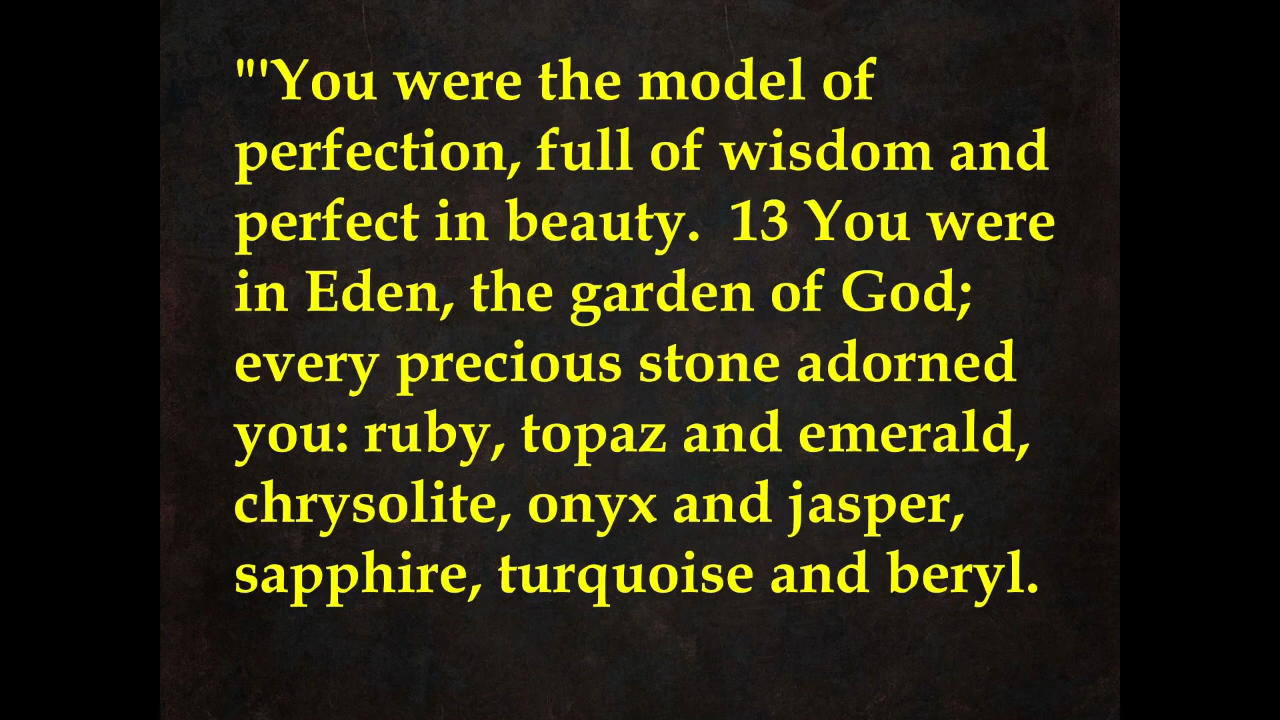 "'You were the model of
perfection, full of wisdom and
perfect in beauty.  13 You were
in Eden, the garden of God;
every precious stone adorned
you: ruby, topaz and emerald,
chrysolite, onyx and jasper,
sapphire, turquoise and beryl.